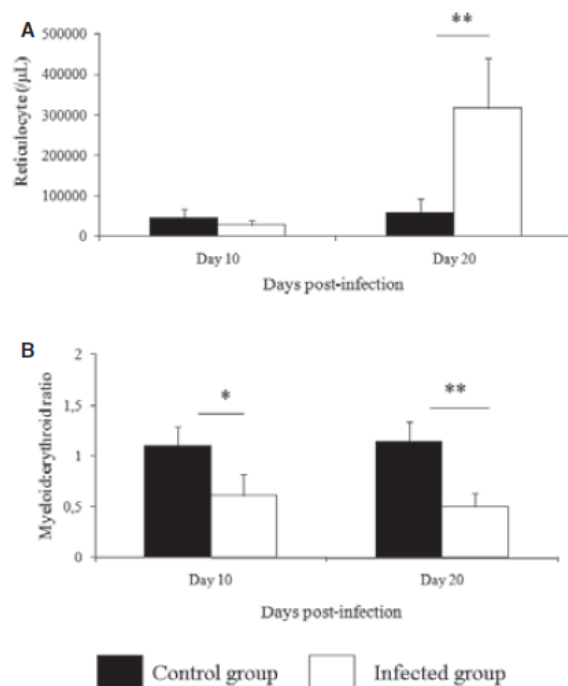 A
Reticulocyte (/µL)
500000
400000
300000
200000
100000
0
**
Day 10
Day 20
Days post-infection
B
Myeloid:erythroid ratio
2
1,5
1
0,5
0
*
**
Day 10
Day 20
Days post-infection
Control group
Infected group